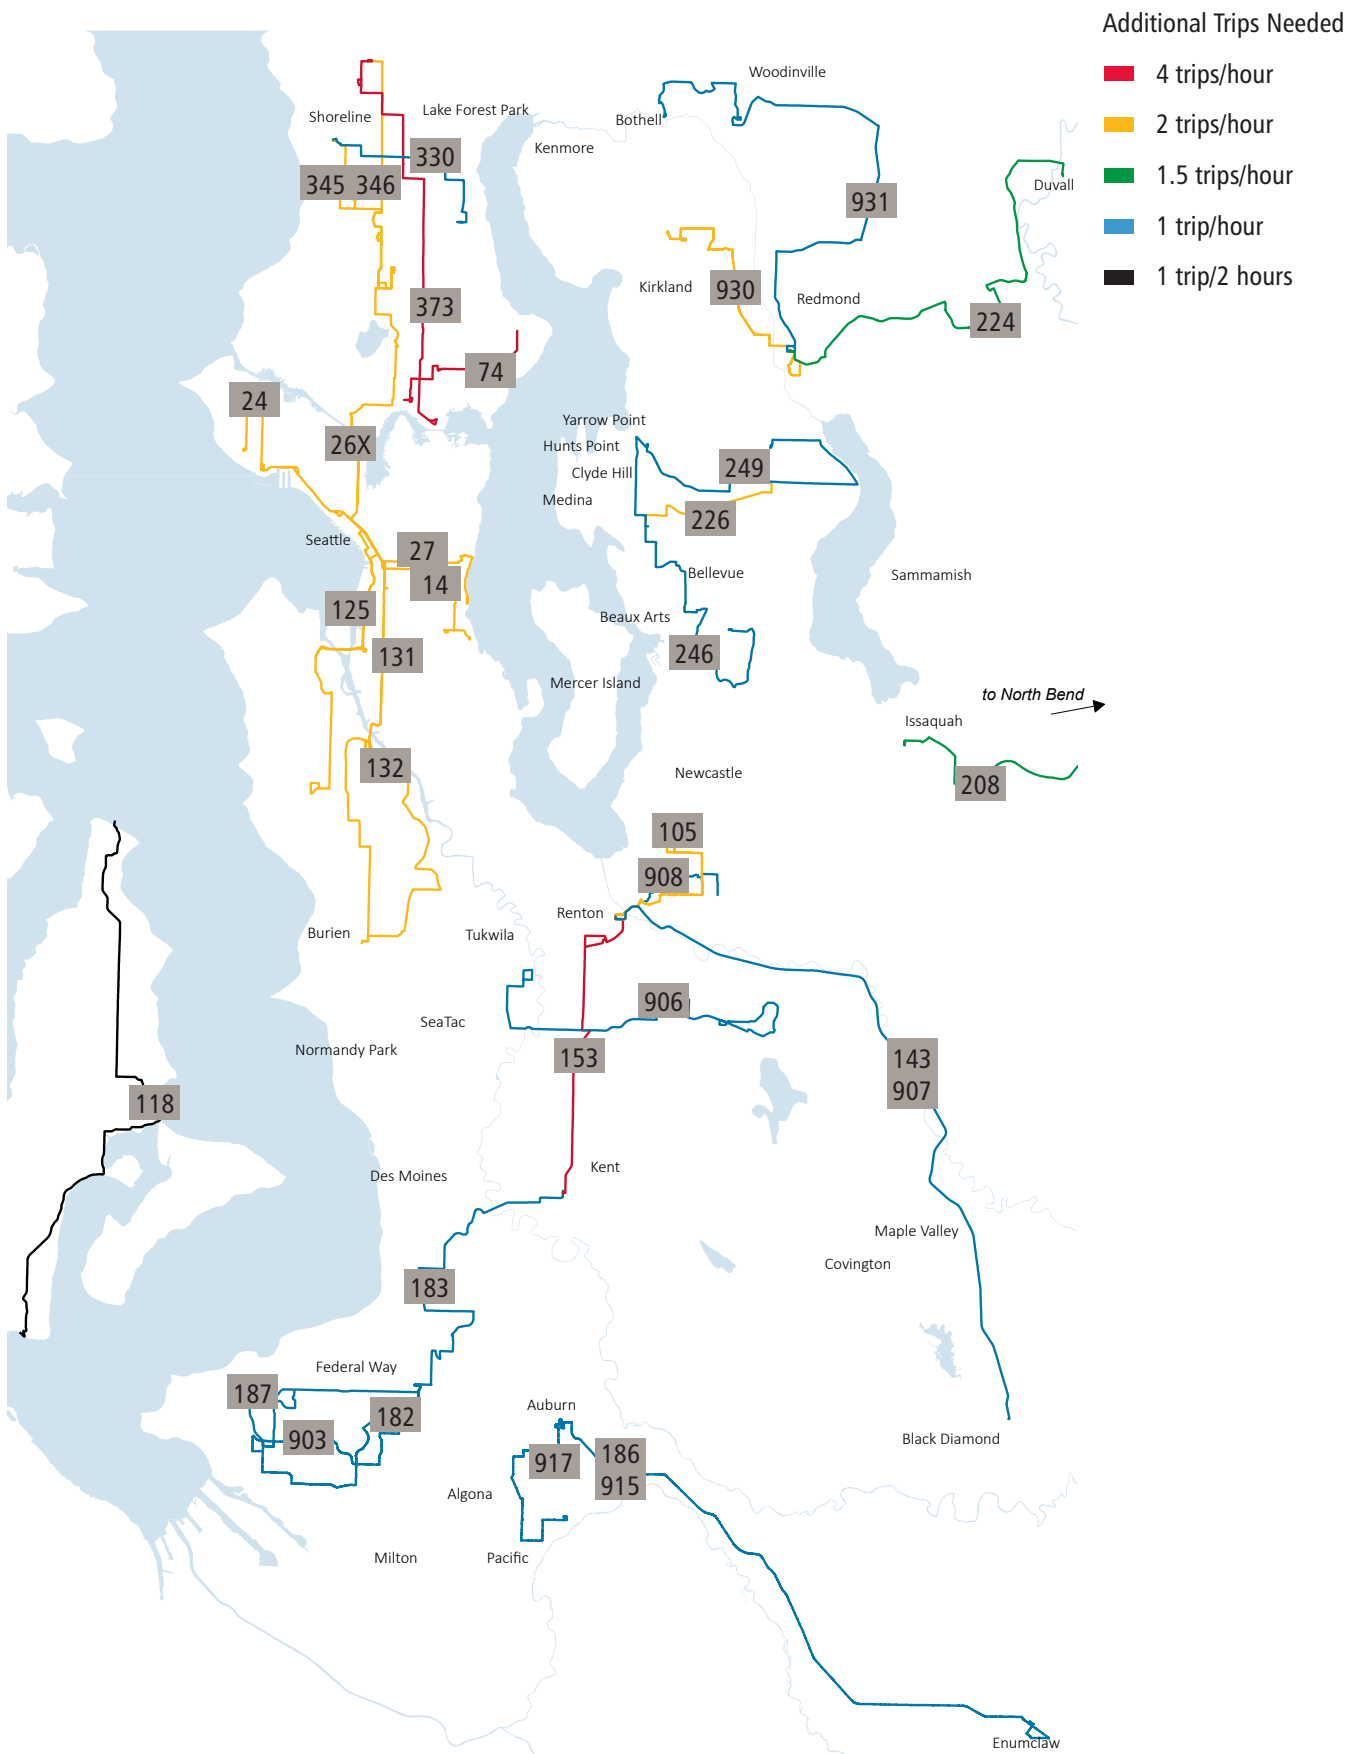 Additional Trips Needed
4 trips/hour
2 trips/hour
1.5 trips/hour
1 trip/hour
1 trip/2 hours
Woodinville
Shoreline
Lake Forest Park
Bothell
Kenmore
330
345 346
Duvall
931
373
Kirkland
930
Redmond
224
74
24
26X
Yarrow Point
Hunts Point
Clyde Hill
249
Medina
226
Seattle
27
14
Bellevue
Sammamish
125
Beaux Arts
131
246
Mercer Island
to North Bend
Issaquah
132
Newcastle
208
105
908
Renton
Burien
Tukwila
906
SeaTac
Normandy Park
153
143
907
118
Kent
Des Moines
Maple Valley
Covington
183
Federal Way
187
182
903
Auburn
Black Diamond
917
186
915
Algona
Milton
Pacific
Enumclaw